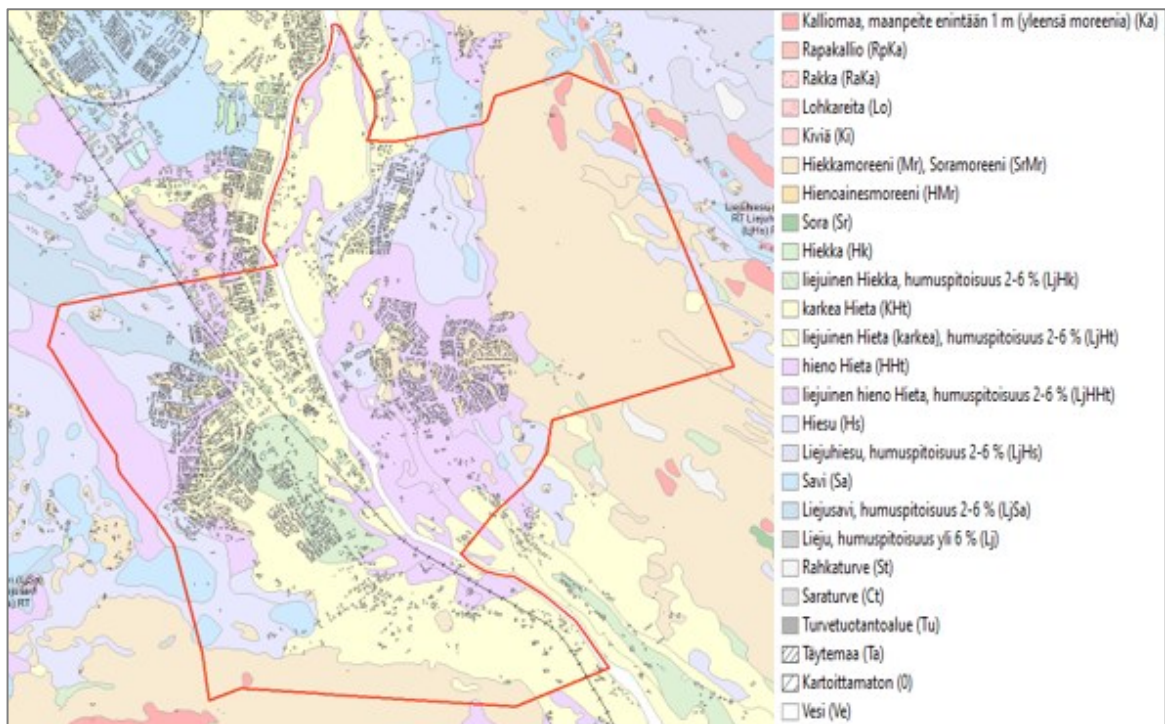 Kalliomaa, maanpeite enintään 1 m (yleensä moreenia) (Ka)
Rapakallio (RpKa)
Rakka (RaKa)
Lohkareita (Lo)
Kiviä (Ki)
Hiekkamoreeni (Mr), Soramoreeni (SrMr)
Hienoainesmoreeni (HMr)
Sora (Sr)
Hiekka (Hk)
liejuinen Hiekka, humuspitoisuus 2-6 % (LjHk)
karkea Hieta (KHt)
liejuinen Hieta (karkea), humuspitoisuus 2-6 % (LjHt)
hieno Hieta (HHt)
liejuinen hieno Hieta, humuspitoisuus 2-6 % (LjHHt)
Hiesu (Hs)
Liejuhiesu, humuspitoisuus 2-6 % (LjHs)
Savi (Sa)
Liejusavi, humuspitoisuus 2-6 % (LjSa)
Lieju, humuspitoisuus yli 6 % (Lj)
Rahkaturve (St)
Saraturve (Ct)
Turvetuotantoalue (Tu)
Täytemaa (Ta)
Kartoittamaton (0)
Vesi (Ve)